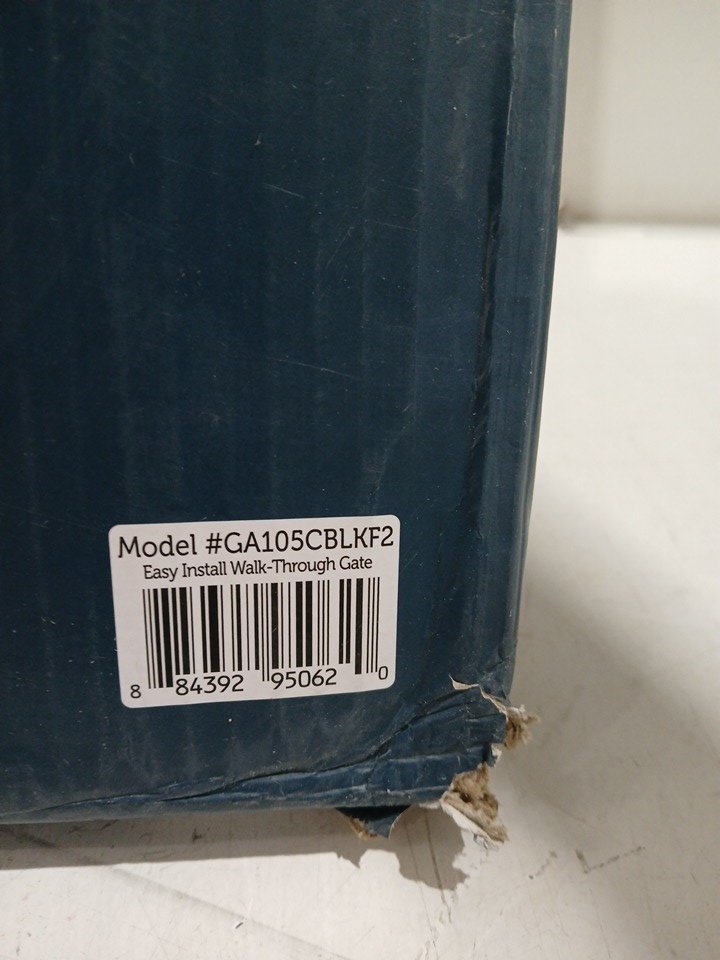 Model #GA105CBLKF2
Easy Install Walk-Through Gate
8 84392 95062 0